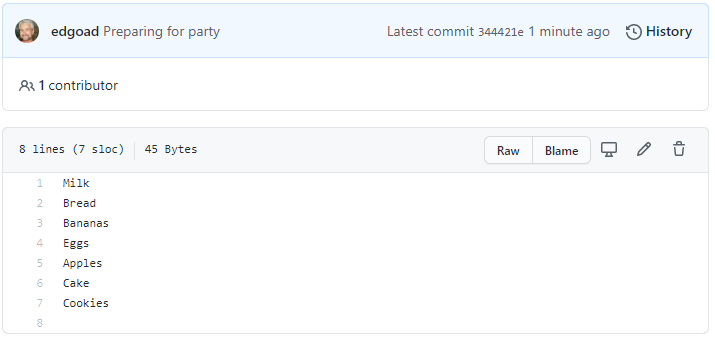 edgoad Preparing for party Latest commit 344421e 1 minute ago History
1 contributor
8 lines (7 sloc) 45 Bytes Raw Blame
1 Milk
2 Bread
3 Bananas
4 Eggs
5 Apples
6 Cake
7 Cookies
8